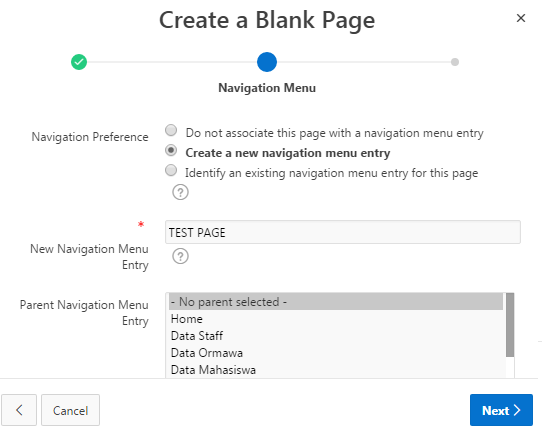 Create a Blank Page
Navigation Menu
Navigation Preference
Do not associate this page with a navigation menu entry
Create a new navigation menu entry
Identify an existing navigation menu entry for this page
?
*
New Navigation Menu
Entry
TEST PAGE
?
Parent Navigation Menu
Entry
- No parent selected -
Home
Data Staff
Data Ormawa
Data Mahasiswa
Cancel
Next